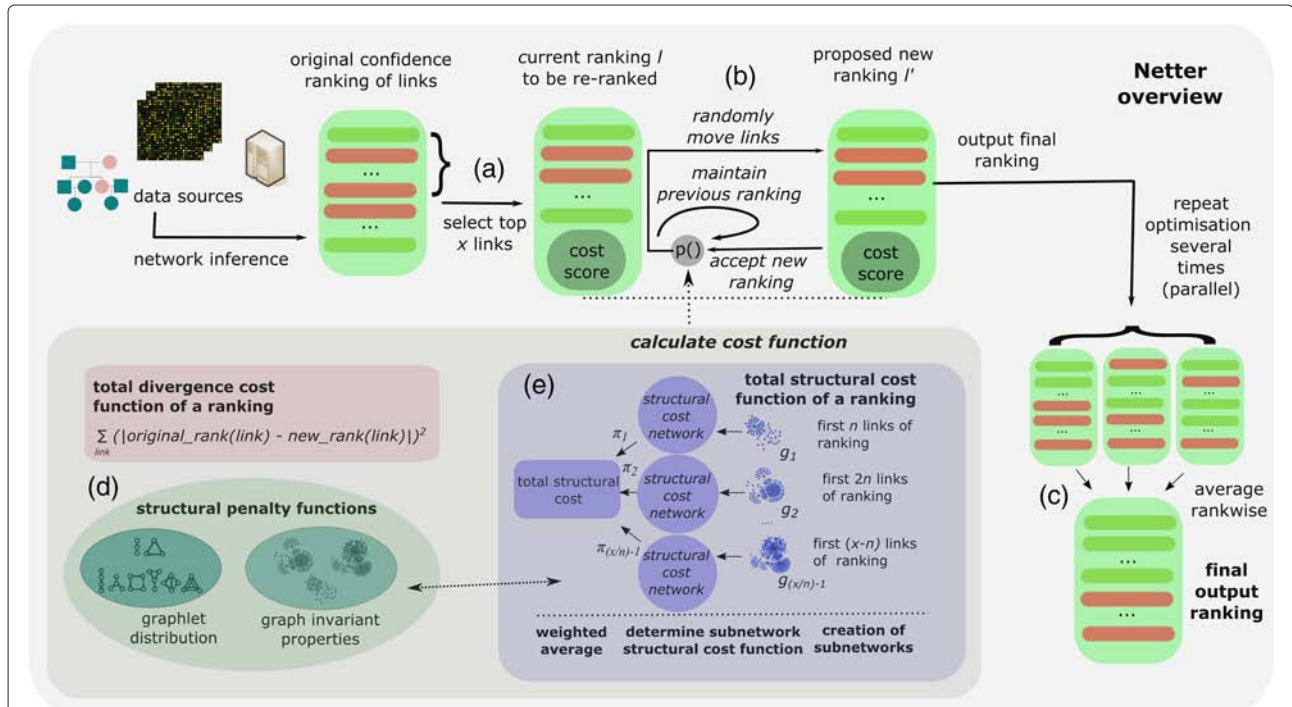 Netter
overview
original confidence
ranking of links
current ranking l
to be re-ranked
(b)
proposed new
ranking l'
data sources
network inference
...
...
(a)
select top
x links
...
cost
score
randomly
move links
maintain
previous ranking
p()
accept new
ranking
...
cost
score
output final
ranking
repeat
optimisation
several
times
(parallel)
...
...
...
...
...
(c)
average
rankwise
...
final
output
ranking
calculate cost function
total divergence cost
function of a ranking
∑ (|original_rank(link) - new_rank(link)|)²
link
(d)
structural penalty functions
graphlet
distribution
graph invariant
properties
(e)
total structural cost
function of a ranking
structural
cost
network
π1
g1
first n links of
ranking
total structural
cost
π2
structural
cost
network
g2
first 2n links
of ranking
....
π(x/n)-1
structural
cost
network
g(x/n)-1
first (x-n) links
of ranking
weighted
average
determine subnetwork
structural cost function
creation of
subnetworks